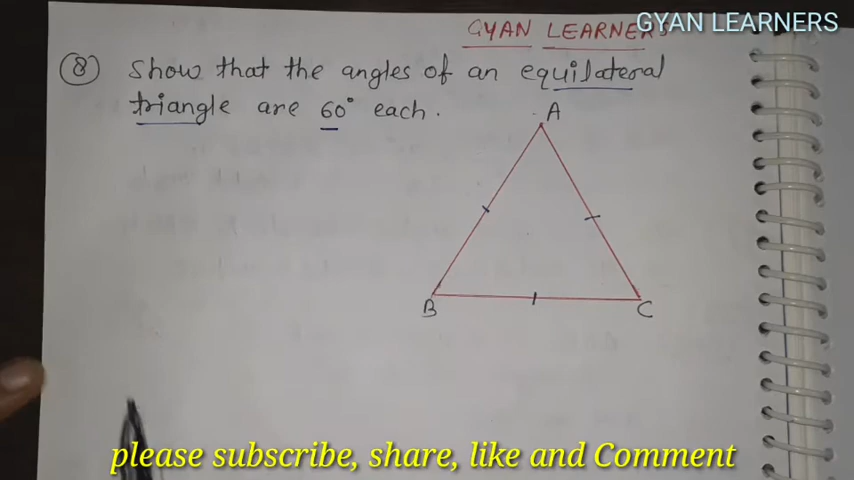 GYAN LEARNERS
GYAN LEARNERS
8 Show that the angles of an equilateral
triangle are 60° each.
A
B
C
please subscribe, share, like and Comment